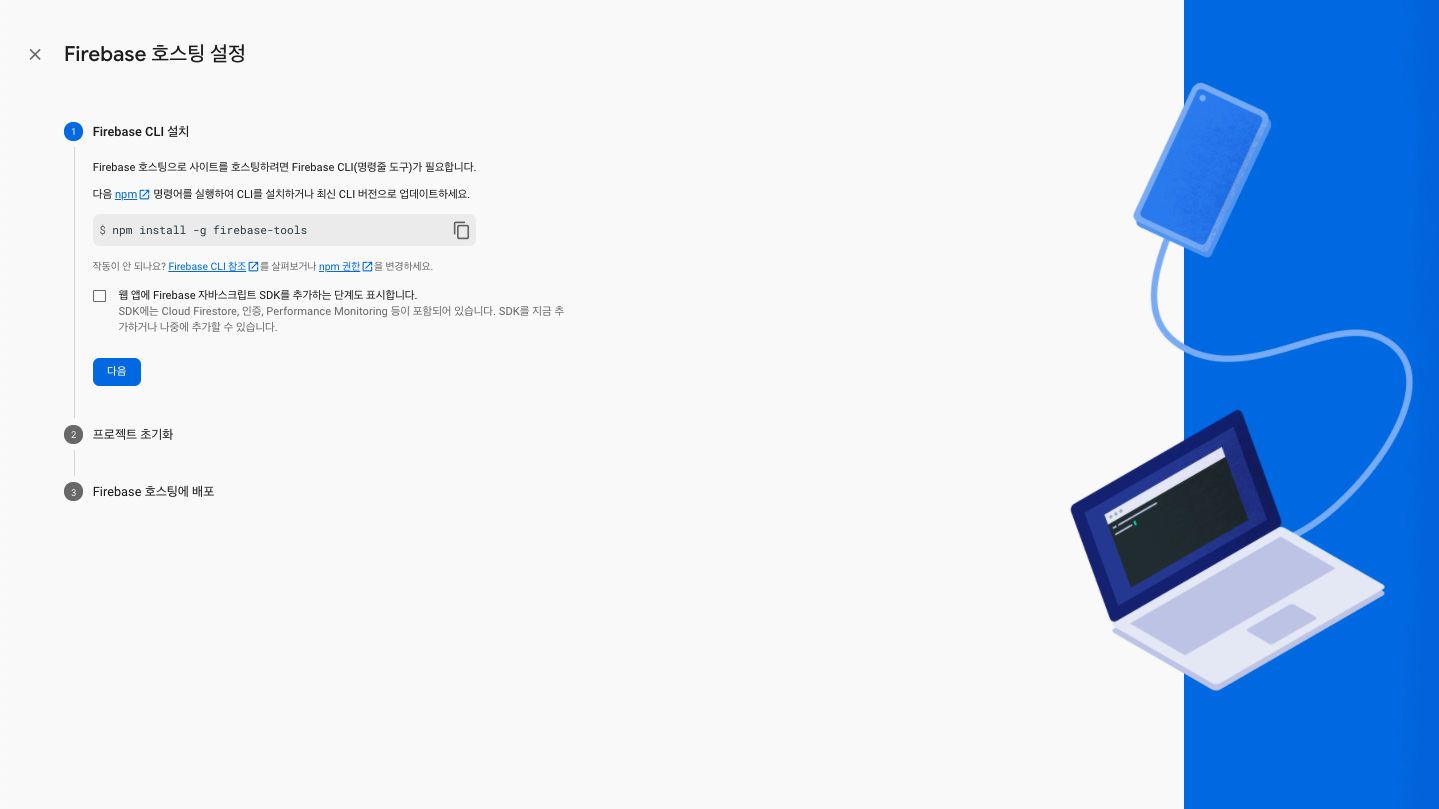 Firebase 호스팅 설정
1 Firebase CLI 설치
Firebase 호스팅으로 사이트를 호스팅하려면 Firebase CLI(명령줄 도구)가 필요합니다.
다음 npm 명령어를 실행하여 CLI를 설치하거나 최신 CLI 버전으로 업데이트하세요.
$ npm install -g firebase-tools
작동이 안 되나요? Firebase CLI 참조를 살펴보거나 npm 권한을 변경하세요.
웹 앱에 Firebase 자바스크립트 SDK를 추가하는 단계도 표시합니다.
SDK에는 Cloud Firestore, 인증, Performance Monitoring 등이 포함되어 있습니다. SDK를 지금 추
가하거나 나중에 추가할 수 있습니다.
다음
2 프로젝트 초기화
3 Firebase 호스팅에 배포